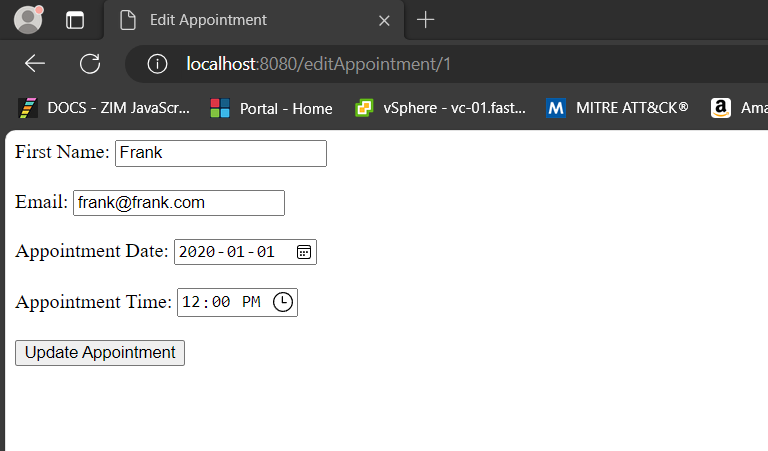 Edit Appointment
localhost:8080/editAppointment/1
DOCS - ZIM JavaScr... Portal - Home vSphere - vc-01.fast... M MITRE ATT&CK® a Ama
First Name: Frank
Email: frank@frank.com
Appointment Date: 2020-01-01
Appointment Time: 12:00 PM
Update Appointment